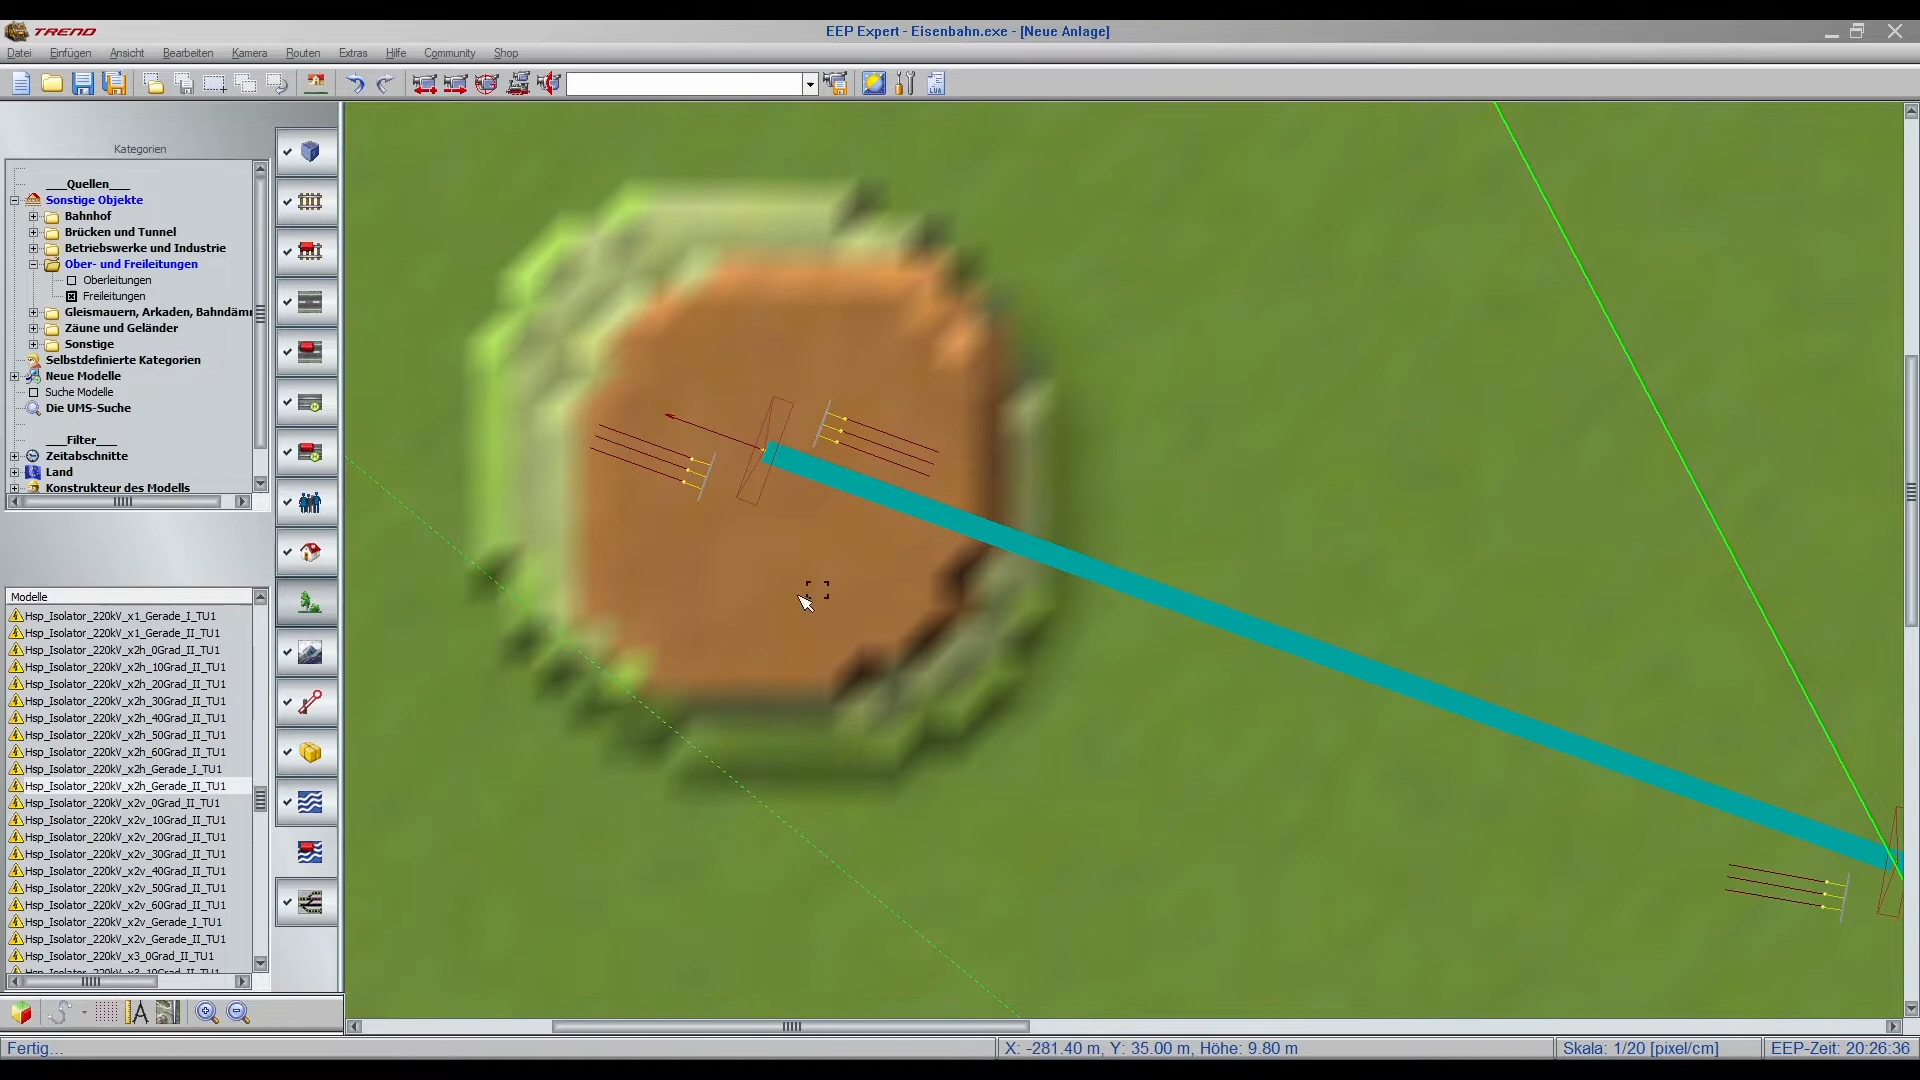 TREND
EEP Expert - Eisenbahn.exe - [Neue Anlage]
Datei Einfügen Ansicht Bearbeiten Kamera Routen Extras Hilfe Community Shop
Kategorien
___Quellen___
Sonstige Objekte
Bahnhof
Brücken und Tunnel
Betriebswerke und Industrie
Ober- und Freileitungen
Oberleitungen
Freileitungen
Gleismauern, Arkaden, Bahndämm
Zäune und Geländer
Sonstige
Selbstdefinierte Kategorien
Neue Modelle
Suche Modelle
Die UMS-Suche
___Filter___
Zeitabschnitte
Land
Konstrukteur des Modells
Modelle
Hsp_Isolator_220kV_x1_Gerade_I_TU1
Hsp_Isolator_220kV_x1_Gerade_II_TU1
Hsp_Isolator_220kV_x2h_0Grad_II_TU1
Hsp_Isolator_220kV_x2h_10Grad_II_TU1
Hsp_Isolator_220kV_x2h_20Grad_II_TU1
Hsp_Isolator_220kV_x2h_30Grad_II_TU1
Hsp_Isolator_220kV_x2h_40Grad_II_TU1
Hsp_Isolator_220kV_x2h_50Grad_II_TU1
Hsp_Isolator_220kV_x2h_60Grad_II_TU1
Hsp_Isolator_220kV_x2h_Gerade_I_TU1
Hsp_Isolator_220kV_x2h_Gerade_II_TU1
Hsp_Isolator_220kV_x2v_0Grad_II_TU1
Hsp_Isolator_220kV_x2v_10Grad_II_TU1
Hsp_Isolator_220kV_x2v_20Grad_II_TU1
Hsp_Isolator_220kV_x2v_30Grad_II_TU1
Hsp_Isolator_220kV_x2v_40Grad_II_TU1
Hsp_Isolator_220kV_x2v_50Grad_II_TU1
Hsp_Isolator_220kV_x2v_60Grad_II_TU1
Hsp_Isolator_220kV_x2v_Gerade_I_TU1
Hsp_Isolator_220kV_x2v_Gerade_II_TU1
Hsp_Isolator_220kV_x3_0Grad_II_TU1
Hsp_Isolator_220kV_x3_10Grad_II_TU1
Fertig...
X: -281.40 m, Y: 35.00 m, Höhe: 9.80 m
Skala: 1/20 [pixel/cm]
EEP-Zeit: 20:26:36